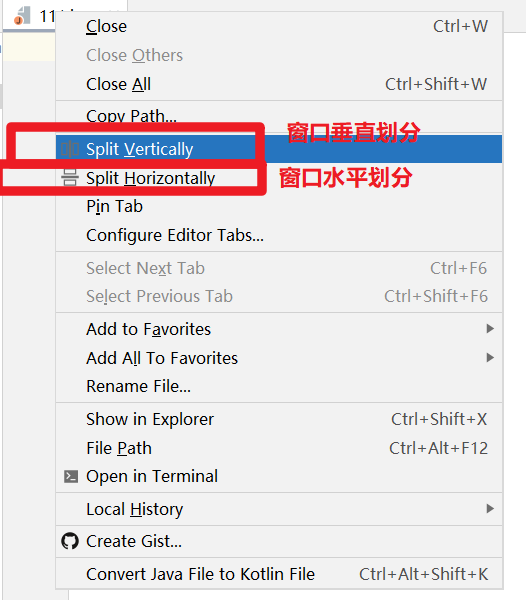 Close Ctrl+W
Close Others
Close All Ctrl+Shift+W
Copy Path...
Split Vertically 窗口垂直划分
Split Horizontally 窗口水平划分
Pin Tab
Configure Editor Tabs...
Select Next Tab Ctrl+F6
Select Previous Tab Ctrl+Shift+F6
Add to Favorites
Add All To Favorites
Rename File...
Show in Explorer Ctrl+Shift+X
File Path Ctrl+Alt+F12
Open in Terminal
Local History
Create Gist...
Convert Java File to Kotlin File Ctrl+Alt+Shift+K